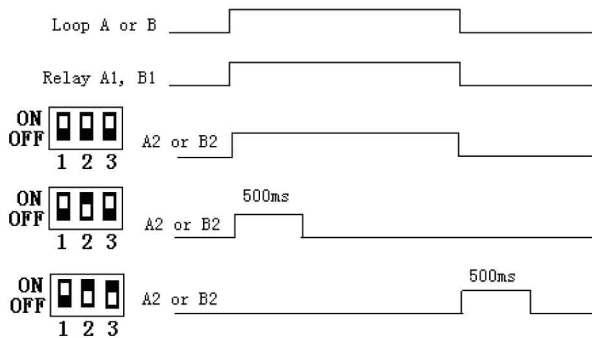 Loop A or B
Relay A1, B1
ON
OFF
A2 or B2
1 2 3
500ms
ON
OFF
A2 or B2
1 2 3
500ms
ON
OFF
A2 or B2
1 2 3